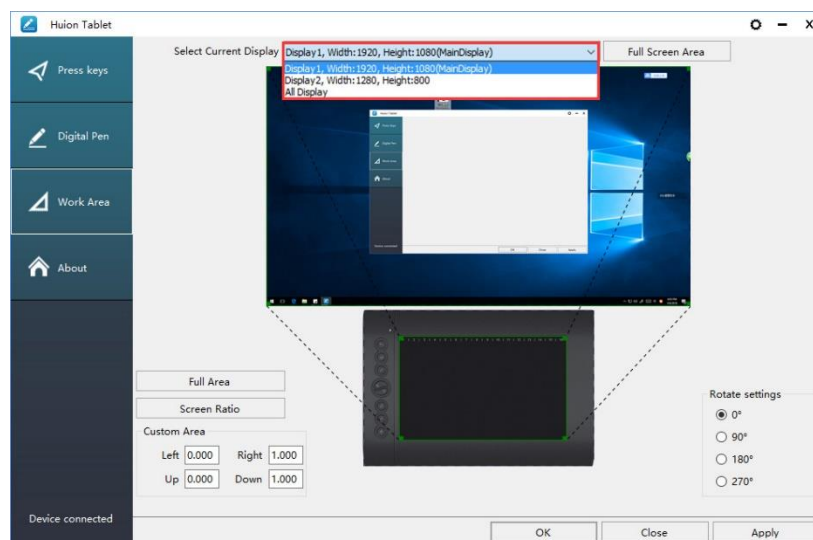 Huion Tablet
Select Current Display
Display1, Width:1920, Height:1080(MainDisplay)
Full Screen Area
Display1, Width:1920, Height:1080(MainDisplay)
Display2, Width:1280, Height:800
All Display
Press keys
Digital Pen
Work Area
About
Full Area
Screen Ratio
Custom Area
Left 0.000 Right 1.000
Up 0.000 Down 1.000
Rotate settings
0°
90°
180°
270°
Device connected
OK Close Apply